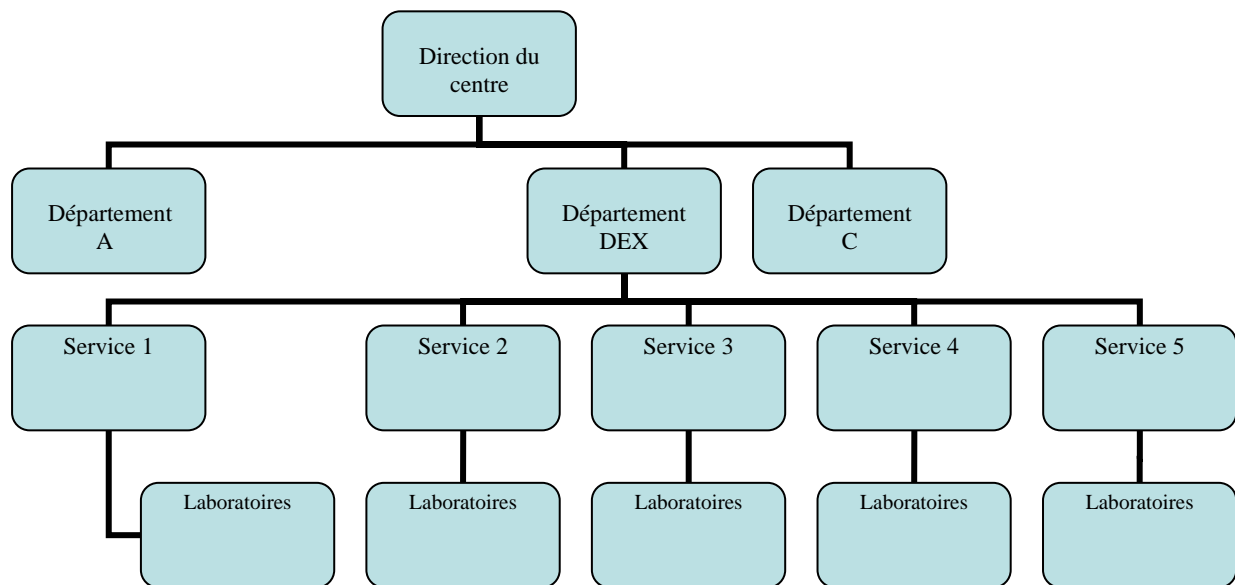 Direction du
centre
Département
A
Département
DEX
Département
C
Service 1
Service 2
Service 3
Service 4
Service 5
Laboratoires
Laboratoires
Laboratoires
Laboratoires
Laboratoires